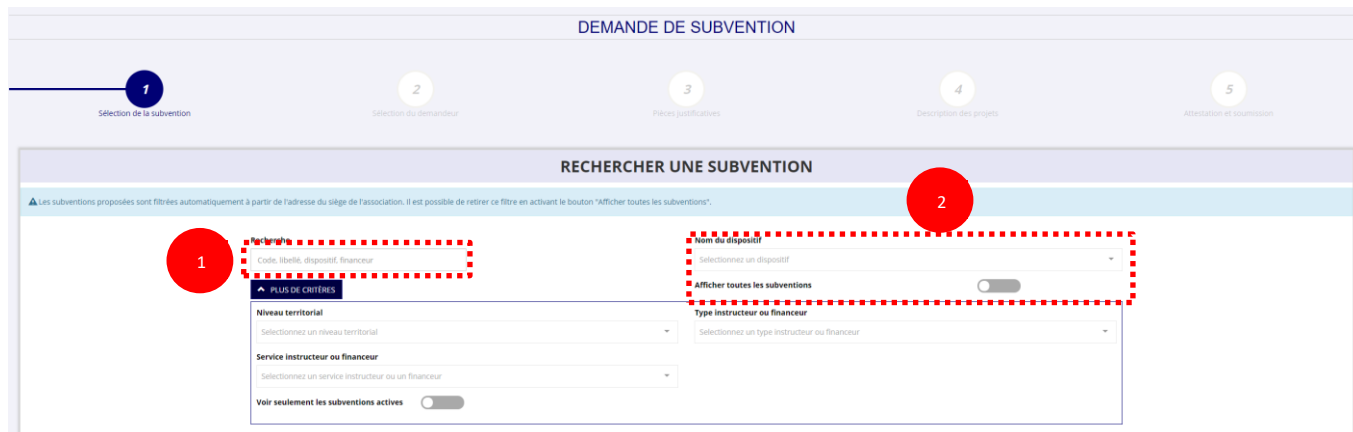 DEMANDE DE SUBVENTION
1
2
3
4
5
Sélection de la subvention
Sélection du demandeur
Pièces justificatives
Description des projets
Attestation et soumission
RECHERCHER UNE SUBVENTION
2
Les subventions proposées sont filtrées automatiquement à partir de l'adresse du siège de l'association. Il est possible de retirer ce filtre en activant le bouton "Afficher toutes les subventions".
1
Recherche
Code, libellé, dispositif, financeur
Nom du dispositif
Selectionnez un dispositif
PLUS DE CRITÈRES
Afficher toutes les subventions
Niveau territorial
Selectionnez un niveau territorial
Type instructeur ou financeur
Selectionnez un type instructeur ou financeur
Service instructeur ou financeur
Selectionnez un service instructeur ou un financeur
Voir seulement les subventions actives